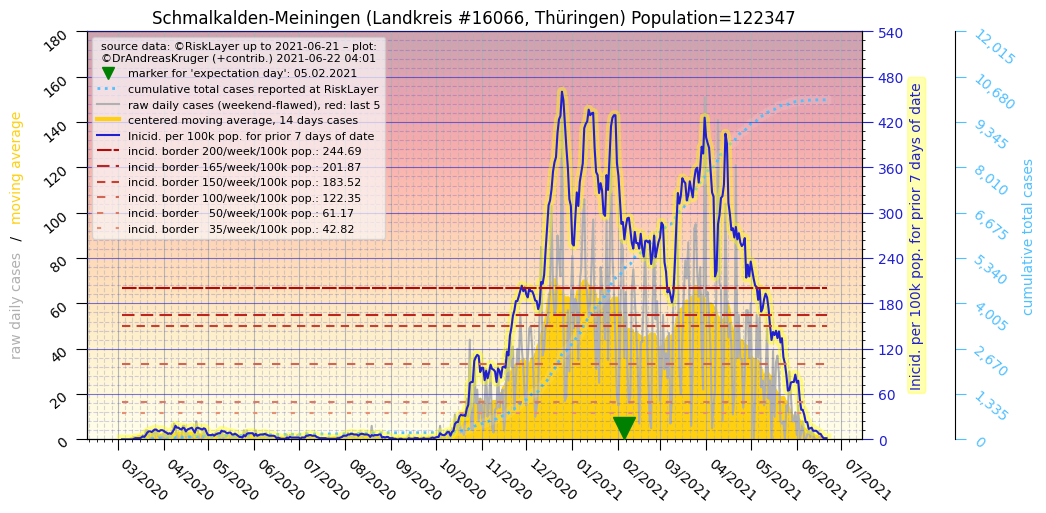 Schmalkalden-Meiningen (Landkreis #16066, Thüringen) Population=122347
source data: ©RiskLayer up to 2021-06-21 – plot:
©DrAndreasKruger (+contrib.) 2021-06-22 04:01
marker for 'expectation day': 05.02.2021
cumulative total cases reported at RiskLayer
raw daily cases (weekend-flawed), red: last 5
centered moving average, 14 days cases
Inicid. per 100k pop. for prior 7 days of date
incid. border 200/week/100k pop.: 244.69
incid. border 165/week/100k pop.: 201.87
incid. border 150/week/100k pop.: 183.52
incid. border 100/week/100k pop.: 122.35
incid. border 50/week/100k pop.: 61.17
incid. border 35/week/100k pop.: 42.82
raw daily cases / moving average
180
160
140
120
100
80
60
40
20
0
03/2020
04/2020
05/2020
06/2020
07/2020
08/2020
09/2020
10/2020
11/2020
12/2020
01/2021
02/2021
03/2021
04/2021
05/2021
06/2021
07/2021
540
480
420
360
300
240
180
120
60
0
Inicid. per 100k pop. for prior 7 days of date
12,015
10,680
9,345
8,010
6,675
5,340
4,005
2,670
1,335
0
cumulative total cases